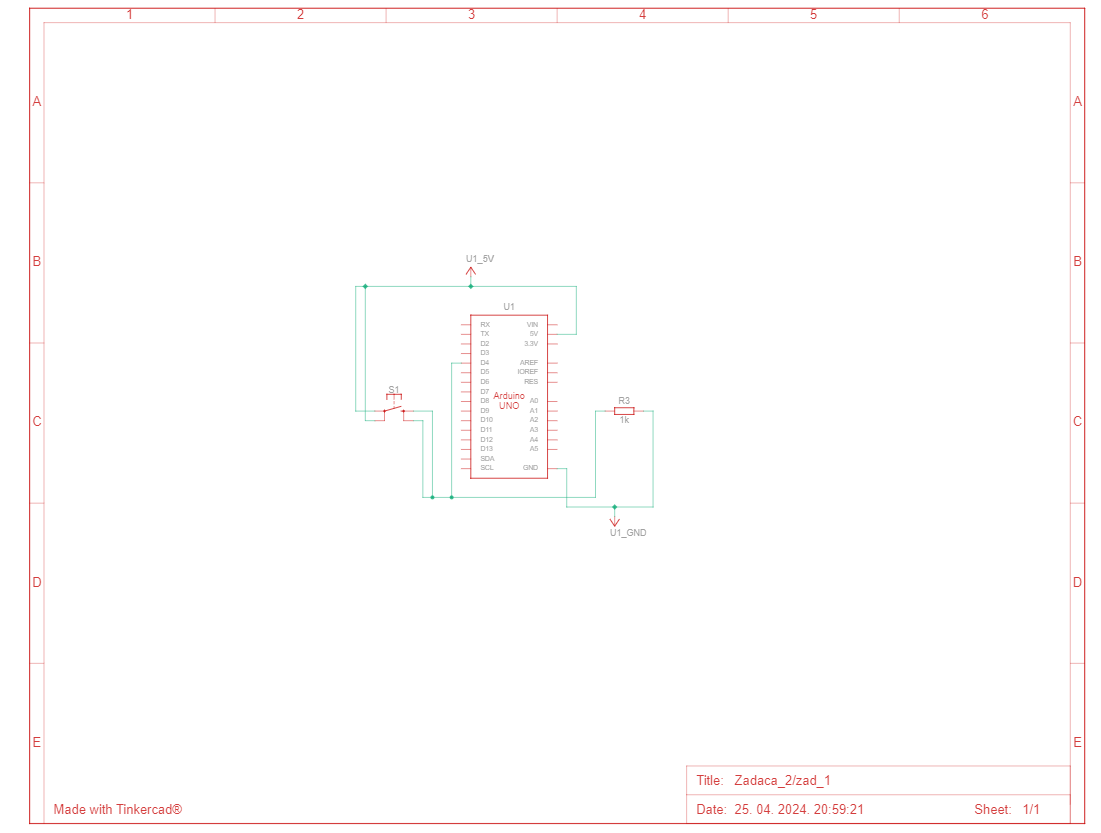 1 2 3 4 5 6
A A
B B
U1_5V
U1
RX VIN
TX 5V
D2 3.3V
D3
D4 AREF
D5 IOREF
D6 RES
D7
S1
Arduino
UNO
D8 A0
D9 A1
D10 A2
D11 A3
D12 A4
D13 A5
SDA
SCL GND
R3
1k
C C
U1_GND
D D
E E
Title: Zadaca_2/zad_1
Made with Tinkercad®
Date: 25. 04. 2024. 20:59:21 Sheet: 1/1